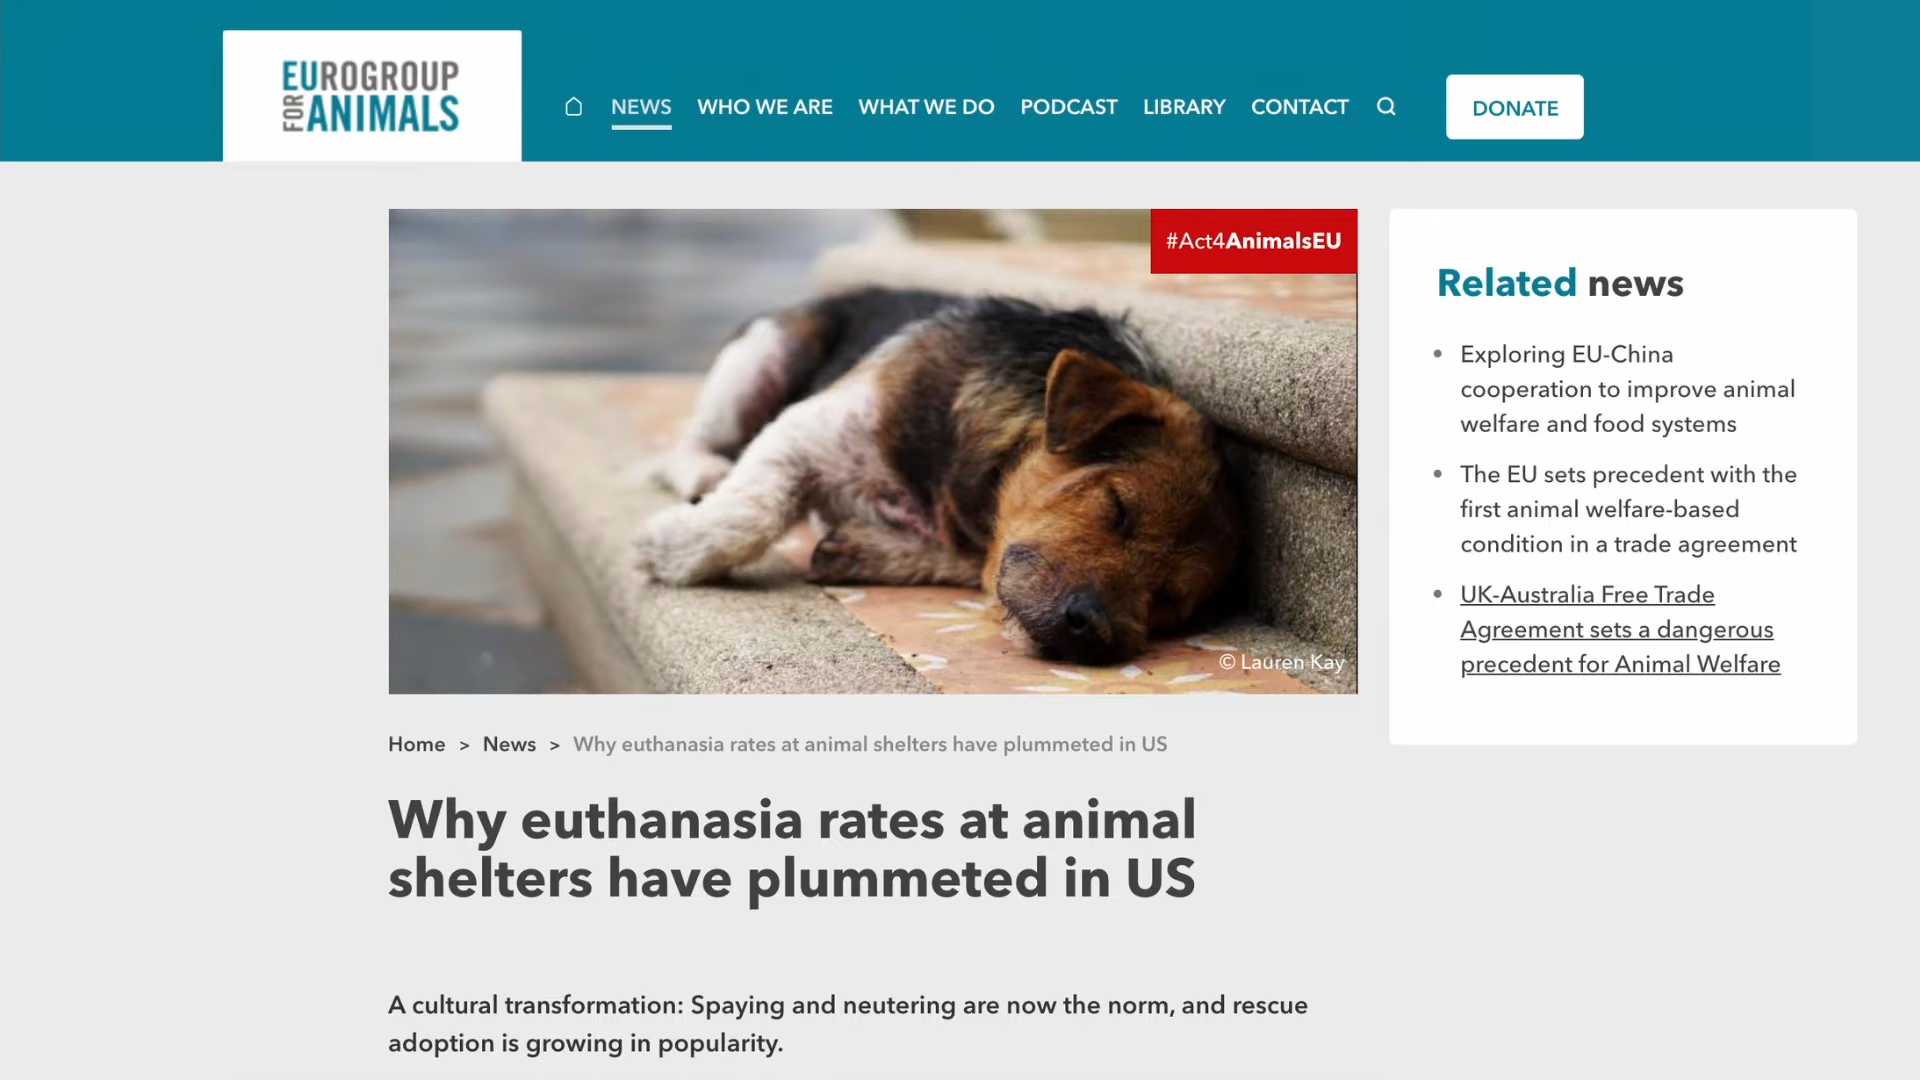 EUROGROUP
FOR ANIMALS
NEWS
WHO WE ARE
WHAT WE DO
PODCAST
LIBRARY
CONTACT
DONATE
#Act4AnimalsEU
© Lauren Kay
Related news
• Exploring EU-China
cooperation to improve animal
welfare and food systems
• The EU sets precedent with the
first animal welfare-based
condition in a trade agreement
• UK-Australia Free Trade
Agreement sets a dangerous
precedent for Animal Welfare
Home > News > Why euthanasia rates at animal shelters have plummeted in US
Why euthanasia rates at animal
shelters have plummeted in US
A cultural transformation: Spaying and neutering are now the norm, and rescue
adoption is growing in popularity.